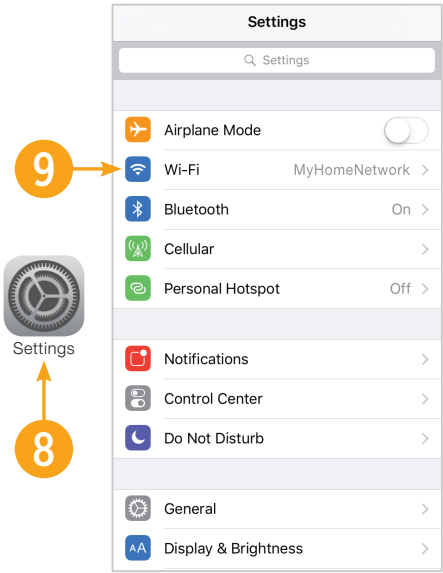 Settings
Settings
Airplane Mode
9
Wi-Fi MyHomeNetwork
Bluetooth On
Cellular
Personal Hotspot Off
Settings
Notifications
Control Center
8
Do Not Disturb
General
AA Display & Brightness